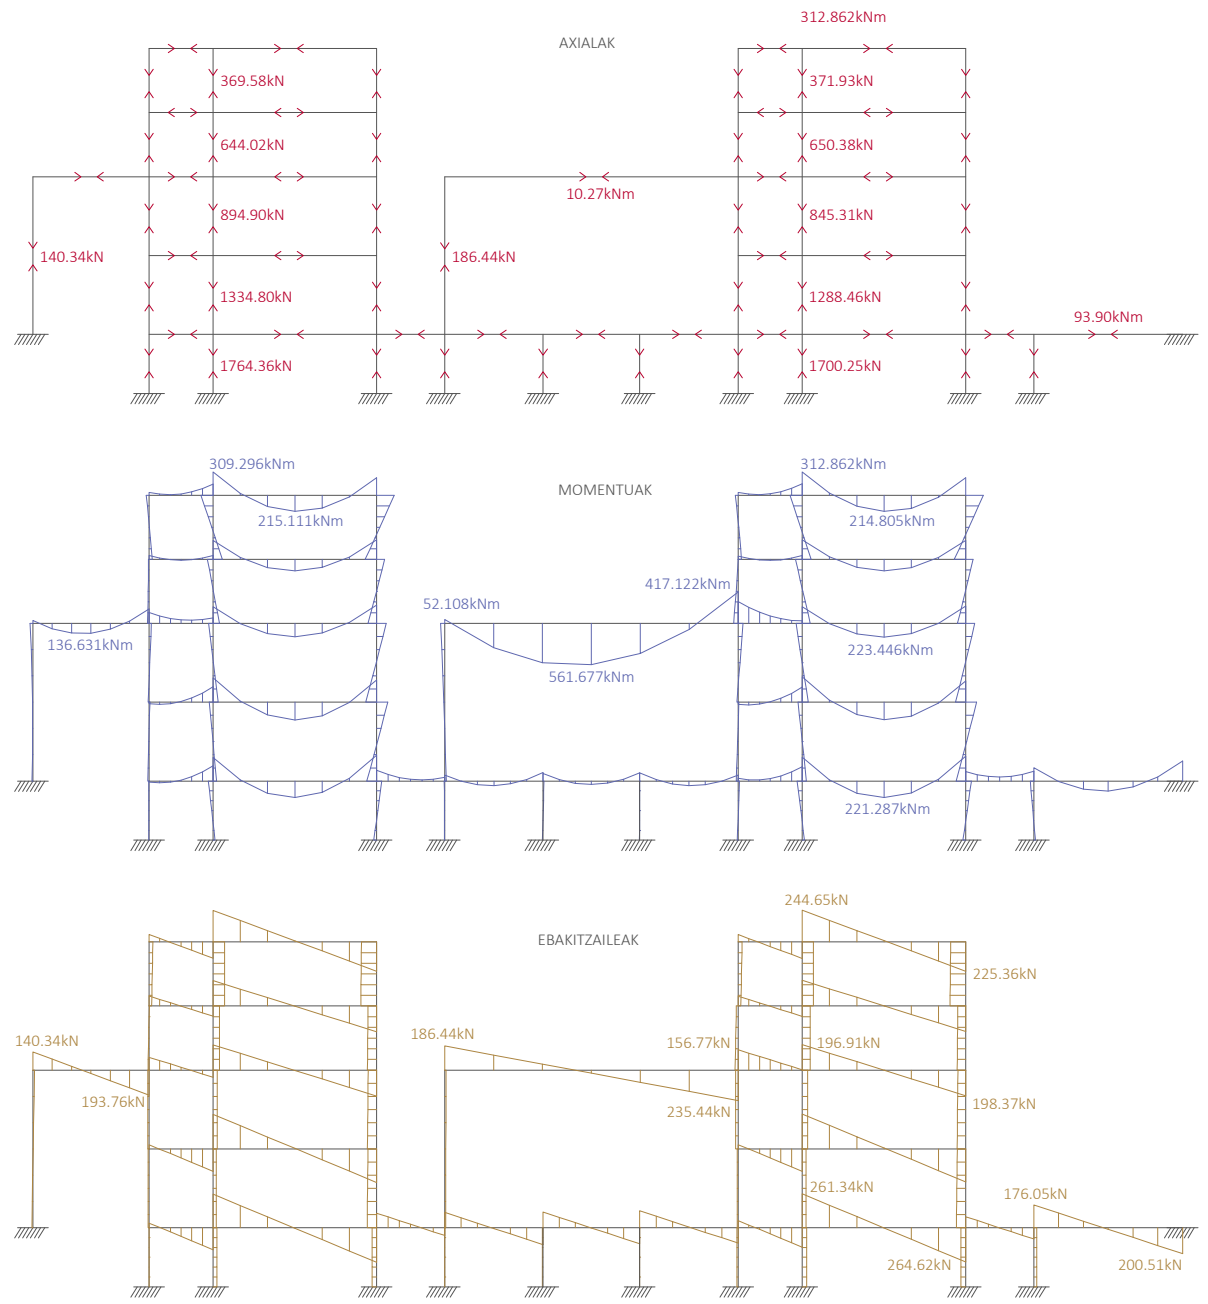 312.862kNm
AXIALAK
369.58kN
371.93kN
644.02kN
650.38kN
10.27kNm
894.90kN
845.31kN
140.34kN
186.44kN
1334.80kN
1288.46kN
93.90kNm
1764.36kN
1700.25kN
309.296kNm
312.862kNm
MOMENTUAK
215.111kNm
214.805kNm
417.122kNm
52.108kNm
136.631kNm
223.446kNm
561.677kNm
221.287kNm
244.65kN
EBAKITZAILEAK
225.36kN
186.44kN
140.34kN
156.77kN
196.91kN
193.76kN
235.44kN
198.37kN
261.34kN
176.05kN
264.62kN
200.51kN